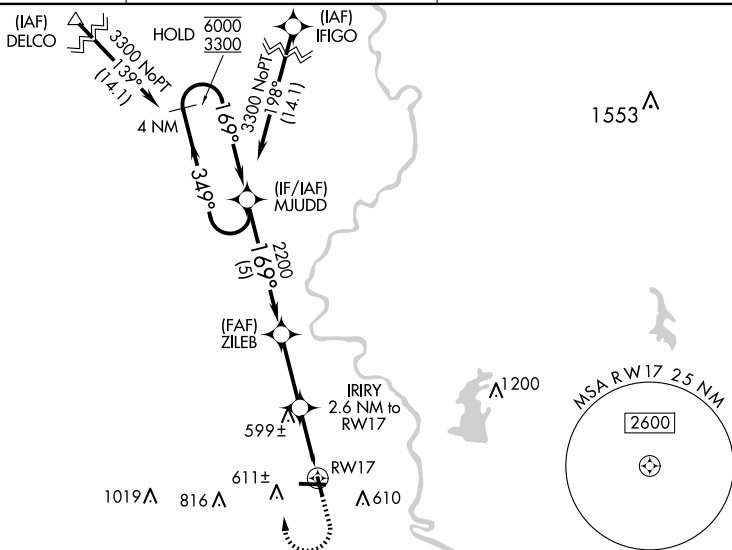 (IAF)
DELCO
3300 NoPT
139°
(14.1)
HOLD 6000
3300
(IAF)
IFIGO
3300 NoPT
198°
(14.1)
4 NM
169°
349°
1553
(IF/IAF)
MJUDD
2200
169°
(5)
(FAF)
ZILEB
IRIRY
2.6 NM to
RW17
599±
1200
MSA RW17 25 NM
2600
RW17
611±
1019
816
610